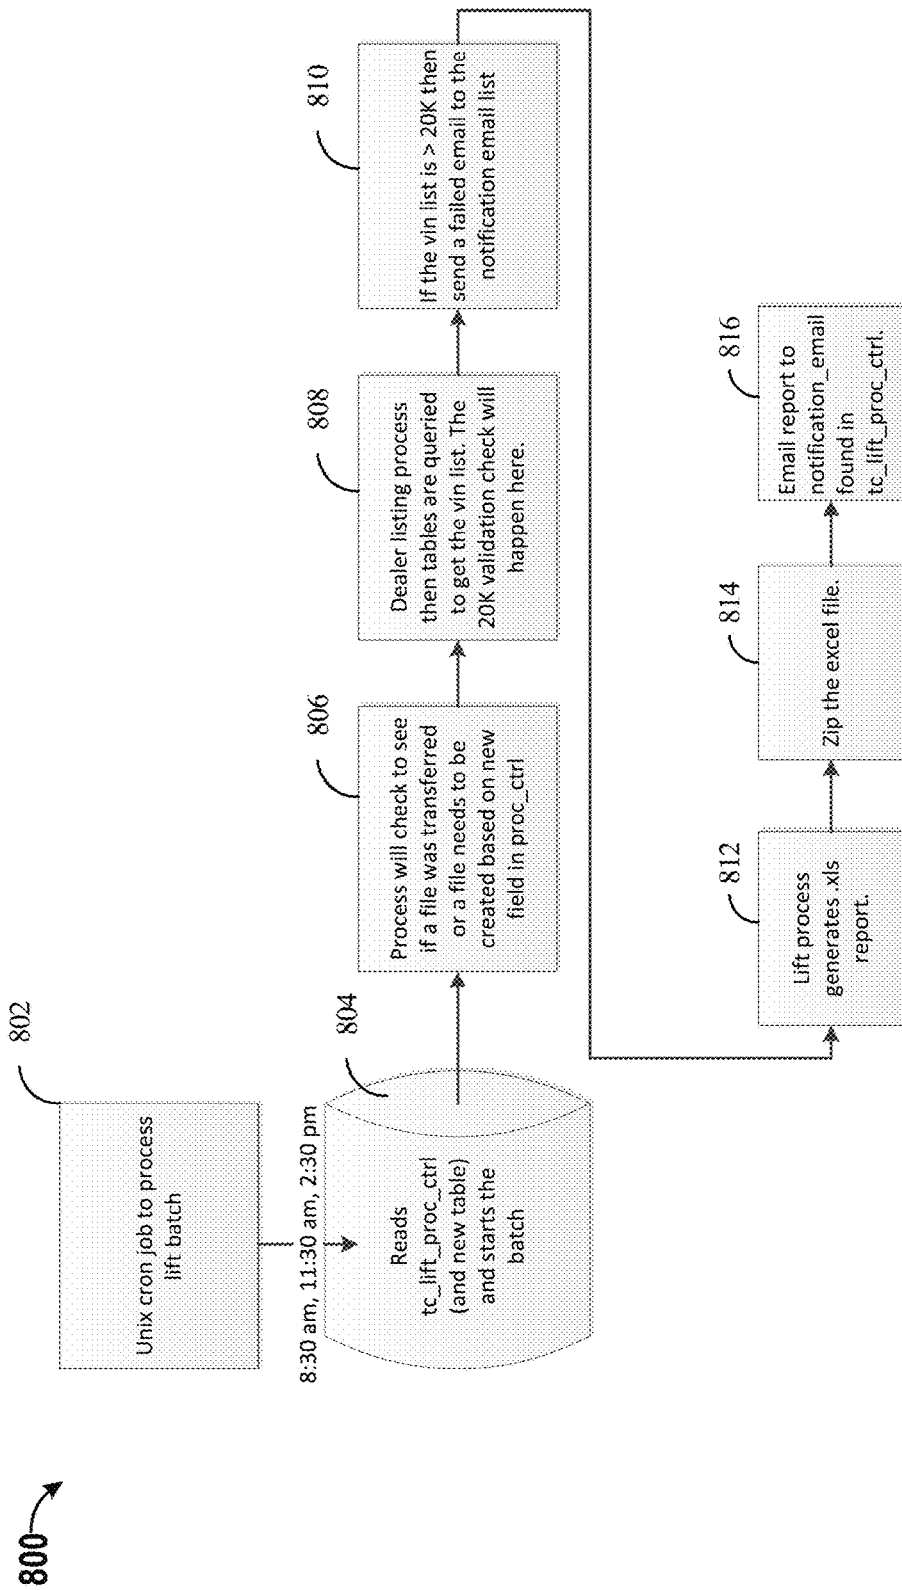 800
802
Unix cron job to process
lift batch
8:30 am, 11:30 am, 2:30 pm
804
Reads
tc_lift_proc_ctrl
(and new table)
and starts the
batch
806
Process will check to see
if a file was transferred
or a file needs to be
created based on new
field in proc_ctrl
808
Dealer listing process
then tables are queried
to get the vin list. The
20K validation check will
happen here.
810
If the vin list is > 20K then
send a failed email to the
notification email list
812
Lift process
generates .xls
report.
814
Zip the excel file.
816
Email report to
notification_email
found in
tc_lift_proc_ctrl.